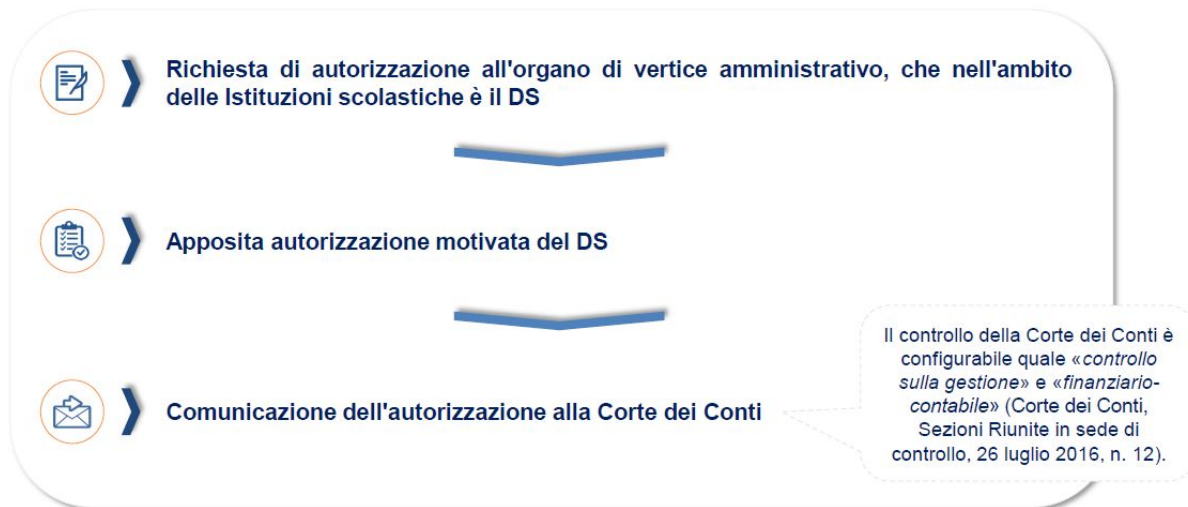 Richiesta di autorizzazione all'organo di vertice amministrativo, che nell'ambito
delle Istituzioni scolastiche è il DS
Apposita autorizzazione motivata del DS
Comunicazione dell'autorizzazione alla Corte dei Conti
Il controllo della Corte dei Conti è
configurabile quale «controllo
sulla gestione» e «finanziario-
contabile» (Corte dei Conti,
Sezioni Riunite in sede di
controllo, 26 luglio 2016, n. 12).